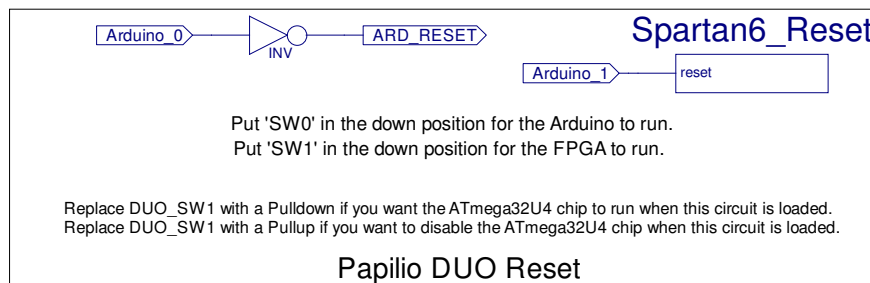 Arduino_0
INV
ARD_RESET
Spartan6_Reset
Arduino_1
reset
Put 'SW0' in the down position for the Arduino to run.
Put 'SW1' in the down position for the FPGA to run.
Replace DUO_SW1 with a Pulldown if you want the ATmega32U4 chip to run when this circuit is loaded.
Replace DUO_SW1 with a Pullup if you want to disable the ATmega32U4 chip when this circuit is loaded.
Papilio DUO Reset